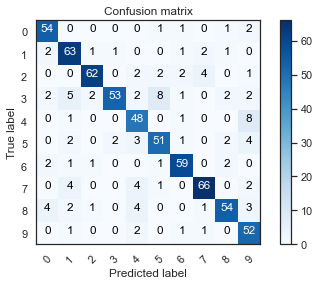 Confusion matrix
0 54 0 0 0 0 1 1 0 1 2
1 2 63 1 1 0 0 1 2 1 0
2 0 0 62 0 2 2 2 4 0 1
3 2 5 2 53 2 8 1 0 2 2
4 0 1 0 0 48 0 1 0 0 8
5 0 2 0 2 3 51 1 0 2 4
6 2 1 1 0 1 1 59 0 2 0
7 0 4 0 0 4 1 0 66 0 2
8 4 2 1 0 4 0 0 1 54 3
9 0 1 0 0 2 0 1 1 0 52
0 1 2 3 4 5 6 7 8 9
True label
Predicted label
60
50
40
30
20
10
0